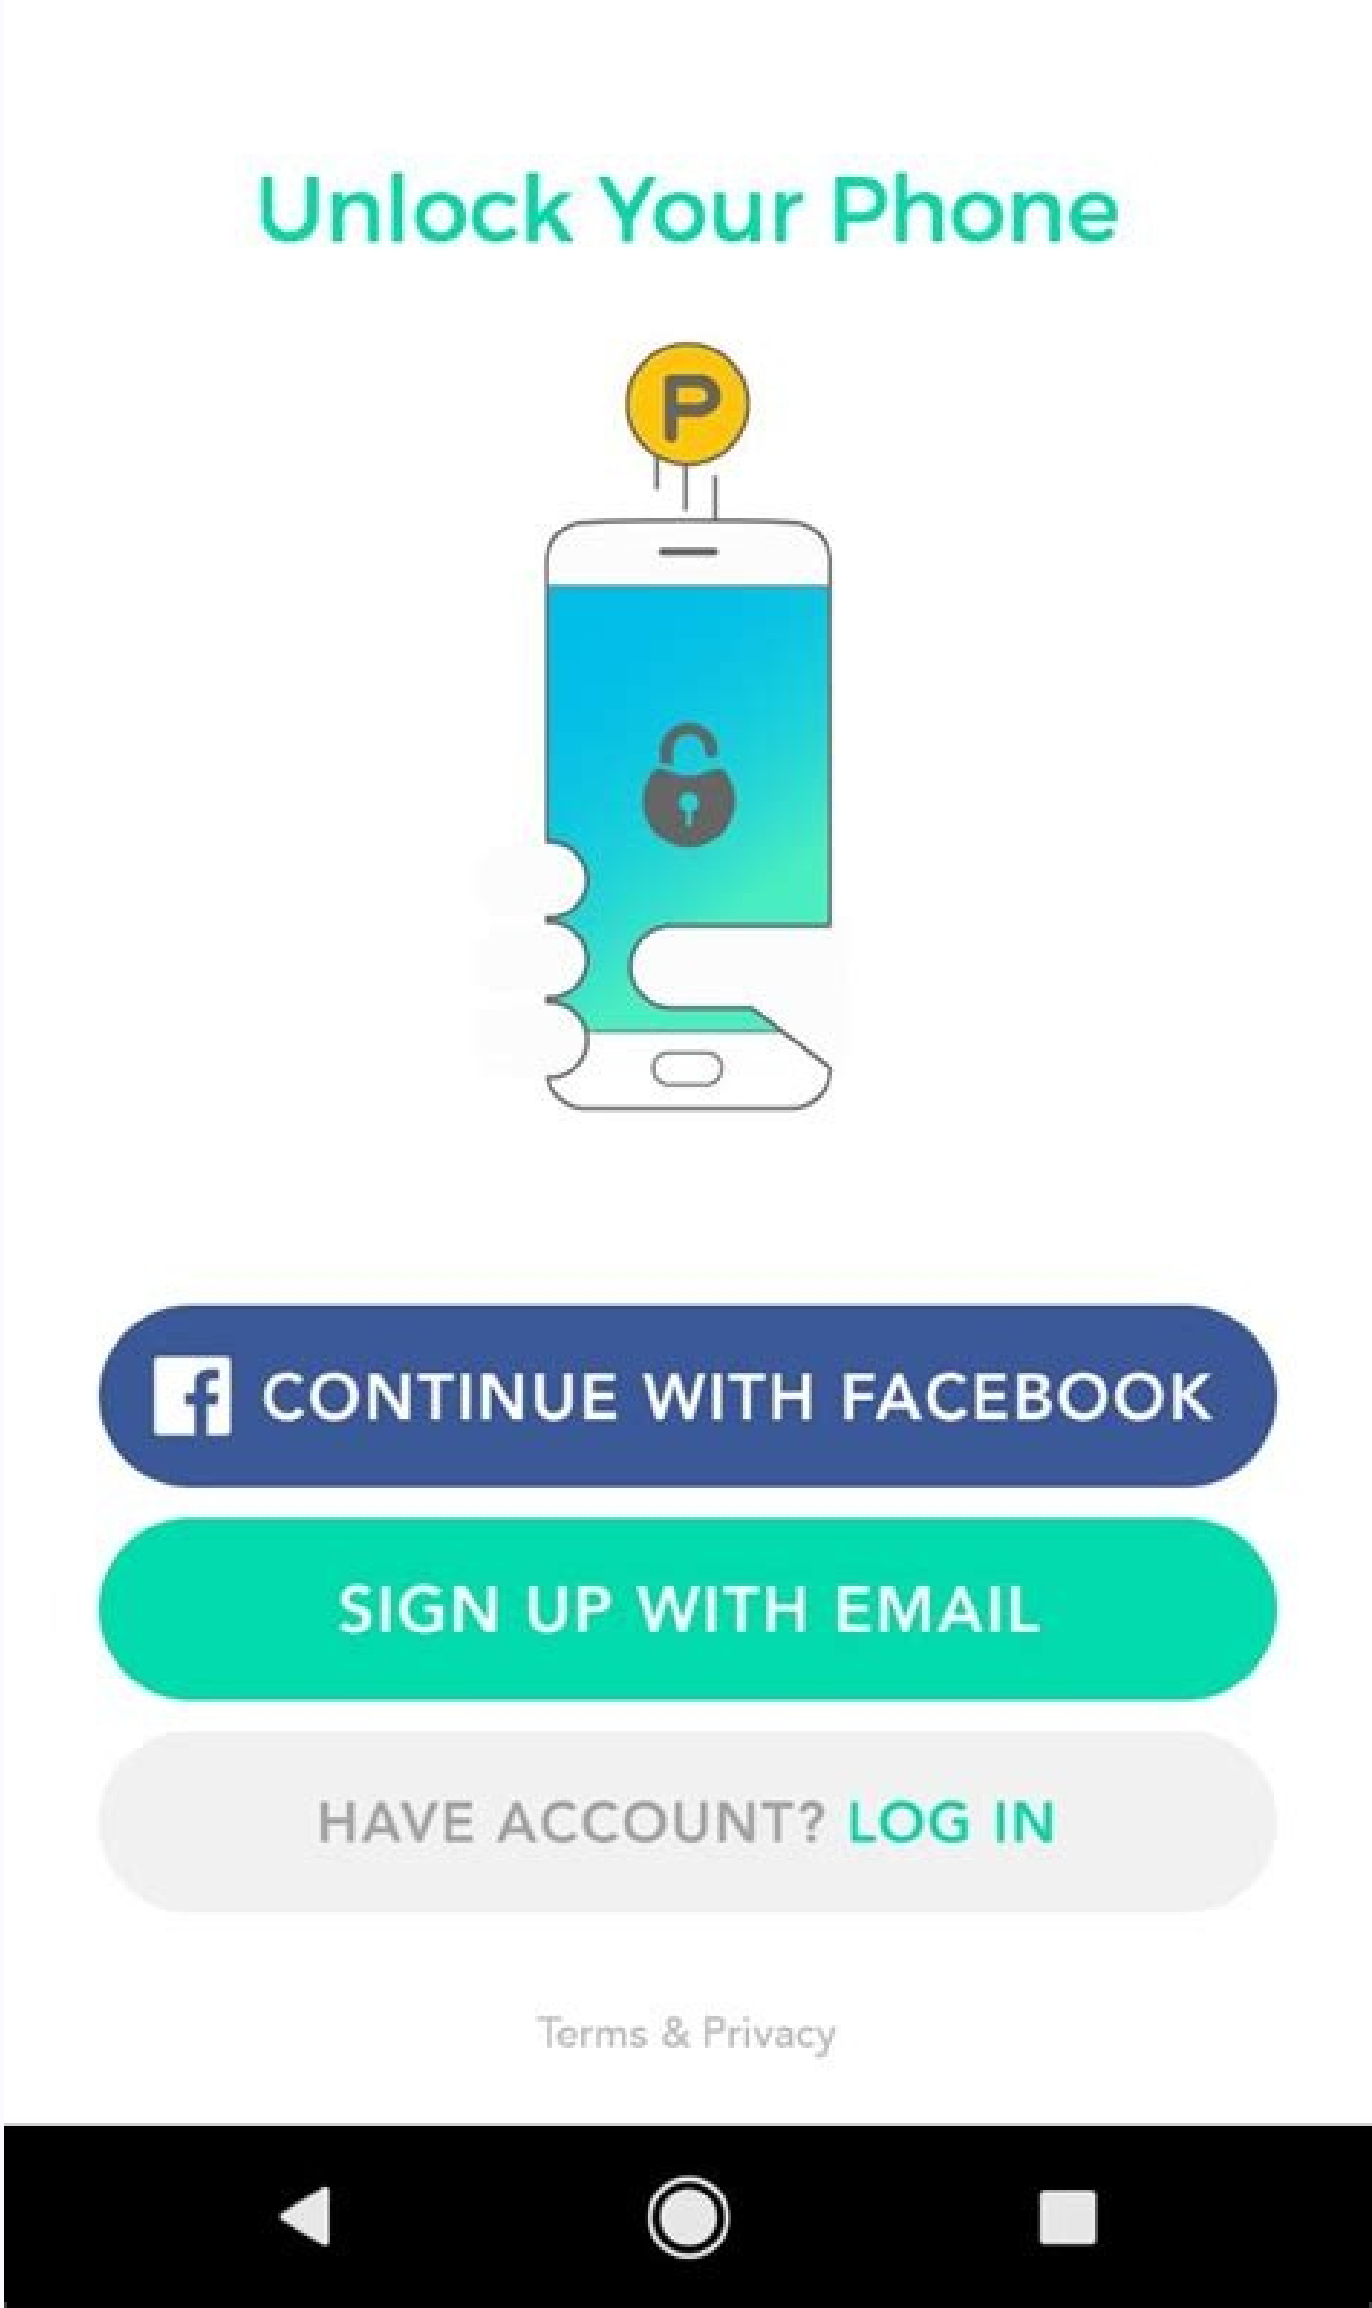 Unlock Your Phone
P
CONTINUE WITH FACEBOOK
SIGN UP WITH EMAIL
HAVE ACCOUNT? LOG IN
Terms & Privacy